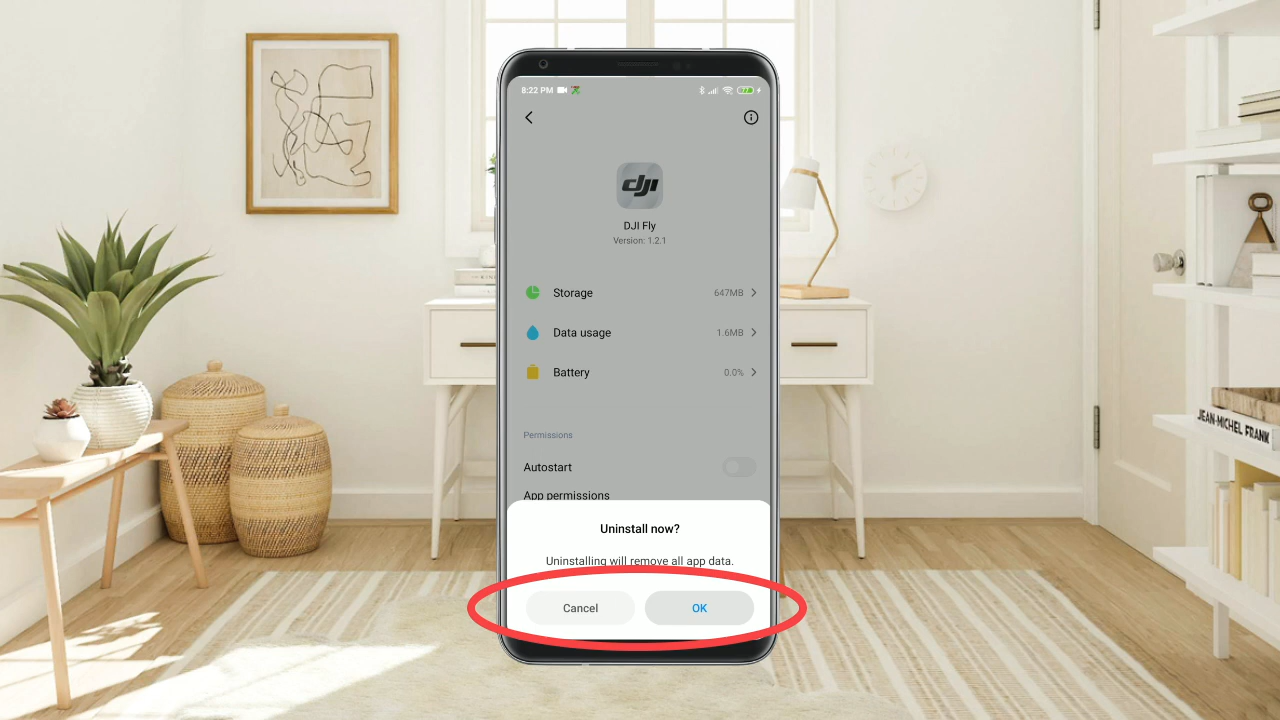 8:22 PM
77
dji
DJI Fly
Version: 1.2.1
Storage 647MB
Data usage 1.6MB
Battery 0.0%
Permissions
Autostart
App permissions
Uninstall now?
Uninstalling will remove all app data.
Cancel OK
JEAN-MICHEL FRANK